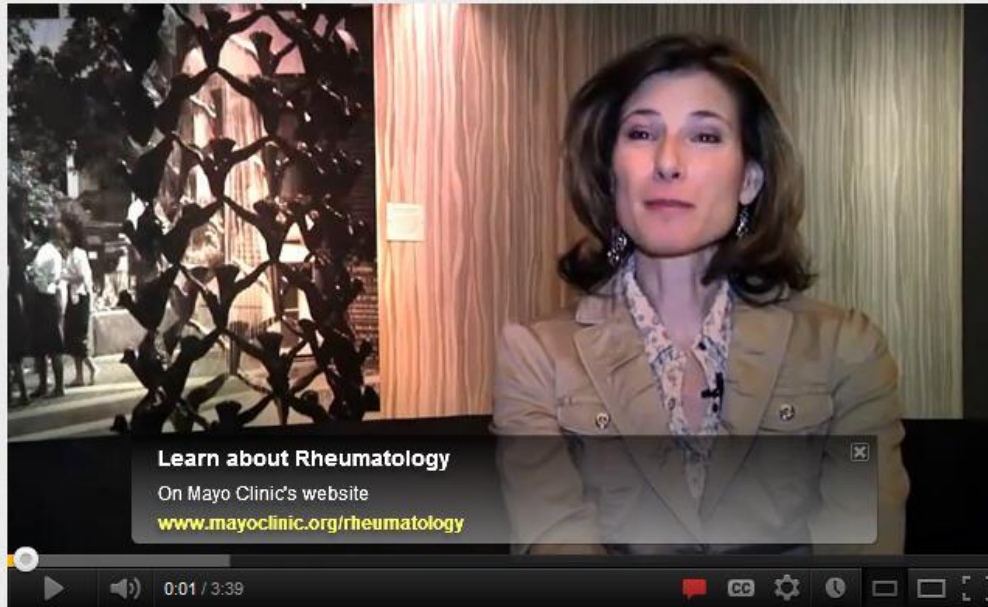 Learn about Rheumatology
On Mayo Clinic's website
www.mayoclinic.org/rheumatology
0:01 / 3:39
CC